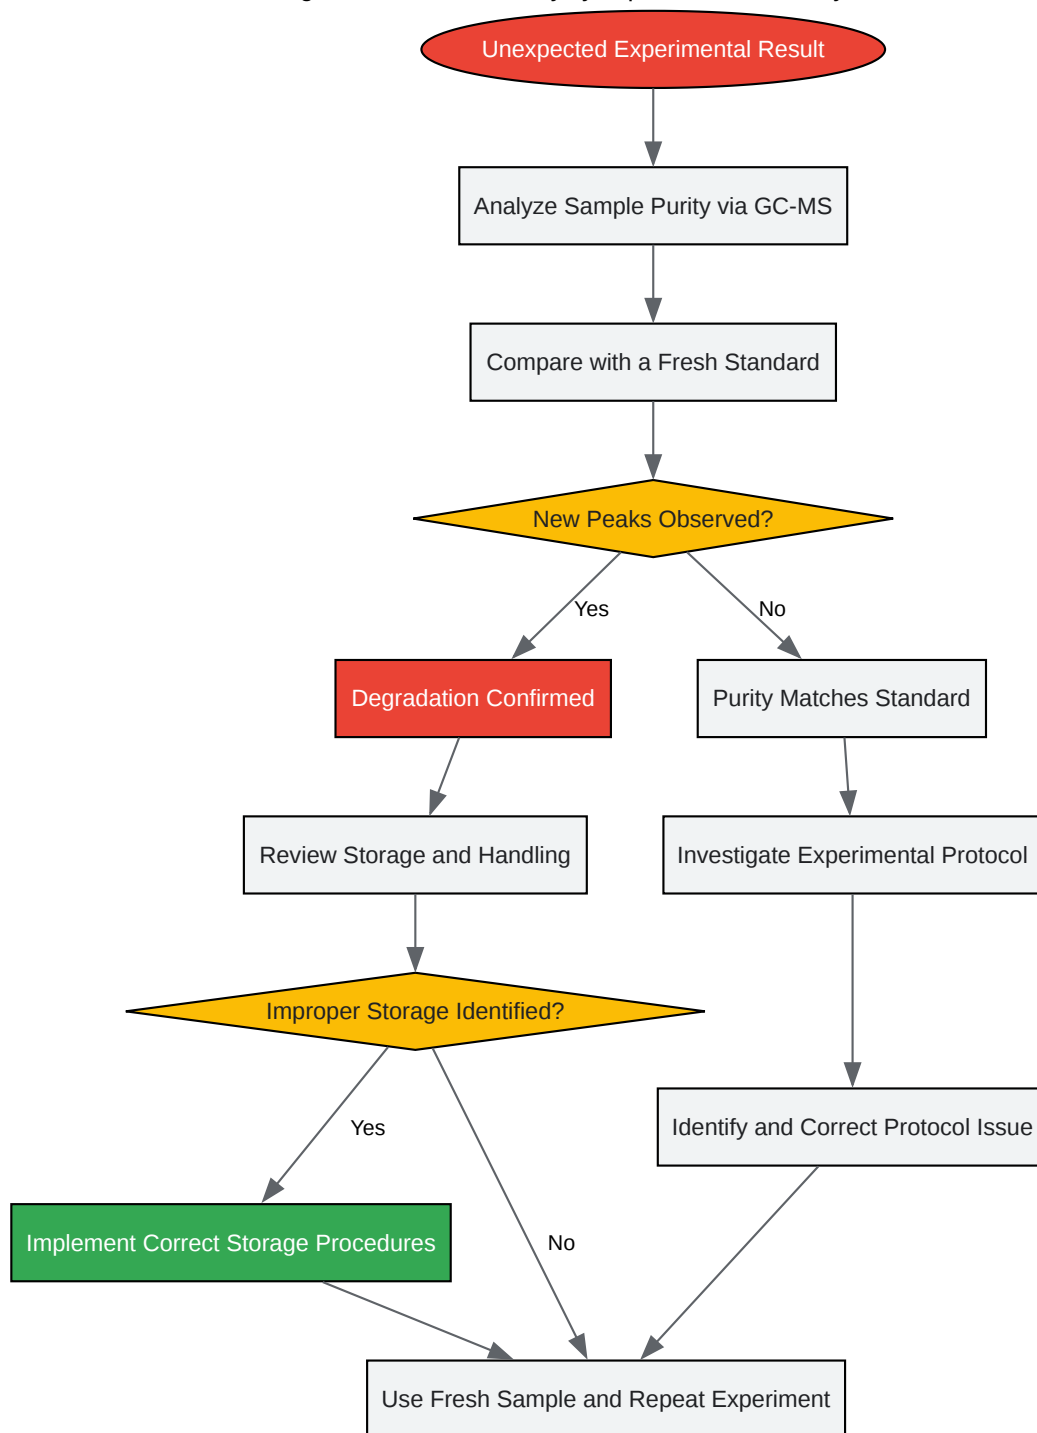 Unexpected Experimental Result
Analyze Sample Purity via GC-MS
Compare with a Fresh Standard
New Peaks Observed?
Yes
No
Degradation Confirmed
Purity Matches Standard
Review Storage and Handling
Investigate Experimental Protocol
Improper Storage Identified?
Yes
Identify and Correct Protocol Issue
Implement Correct Storage Procedures
No
Use Fresh Sample and Repeat Experiment